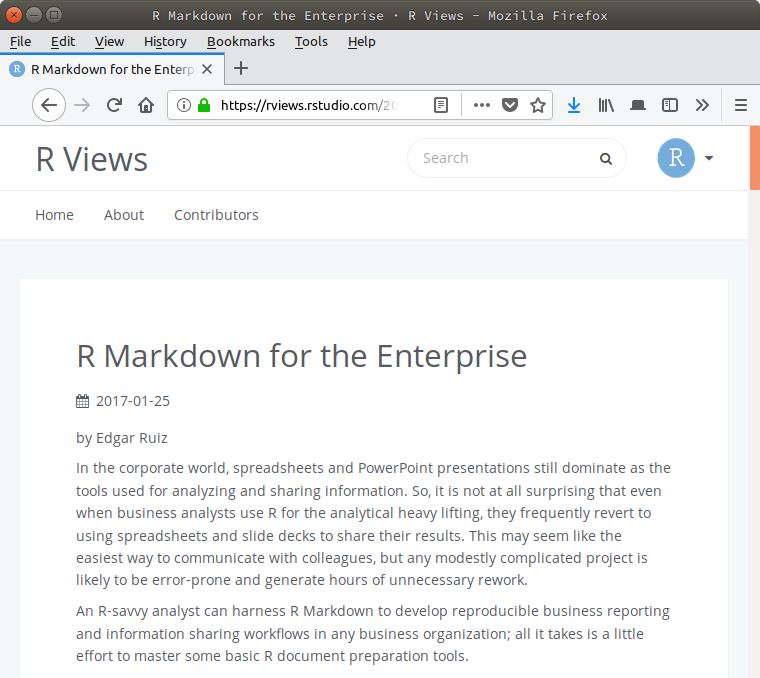 R Markdown for the Enterprise · R Views - Mozilla Firefox
File Edit View History Bookmarks Tools Help
R R Markdown for the Enterp
https://rviews.rstudio.com/20
R Views
Search
R
Home About Contributors
R Markdown for the Enterprise
2017-01-25
by Edgar Ruiz
In the corporate world, spreadsheets and PowerPoint presentations still dominate as the
tools used for analyzing and sharing information. So, it is not at all surprising that even
when business analysts use R for the analytical heavy lifting, they frequently revert to
using spreadsheets and slide decks to share their results. This may seem like the
easiest way to communicate with colleagues, but any modestly complicated project is
likely to be error-prone and generate hours of unnecessary rework.
An R-savvy analyst can harness R Markdown to develop reproducible business reporting
and information sharing workflows in any business organization; all it takes is a little
effort to master some basic R document preparation tools.